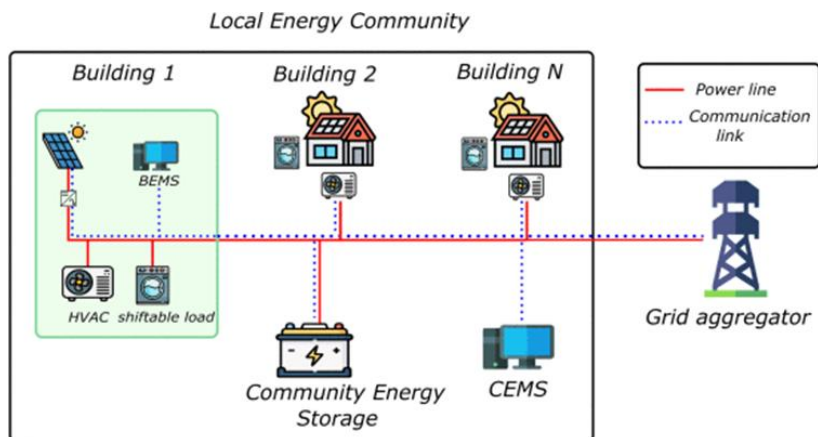 Local Energy Community
Building 1
Building 2
Building N
Power line
Communication
link
BEMS
HVAC
shiftable load
Grid aggregator
Community Energy
Storage
CEMS